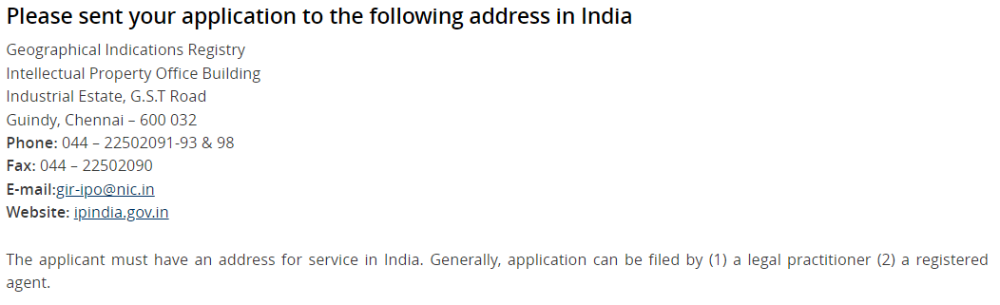 Please sent your application to the following address in India
Geographical Indications Registry
Intellectual Property Office Building
Industrial Estate, G.S.T Road
Guindy, Chennai – 600 032
Phone: 044 – 22502091-93 & 98
Fax: 044 – 22502090
E-mail:gir-ipo@nic.in
Website: ipindia.gov.in
The applicant must have an address for service in India. Generally, application can be filed by (1) a legal practitioner (2) a registered
agent.